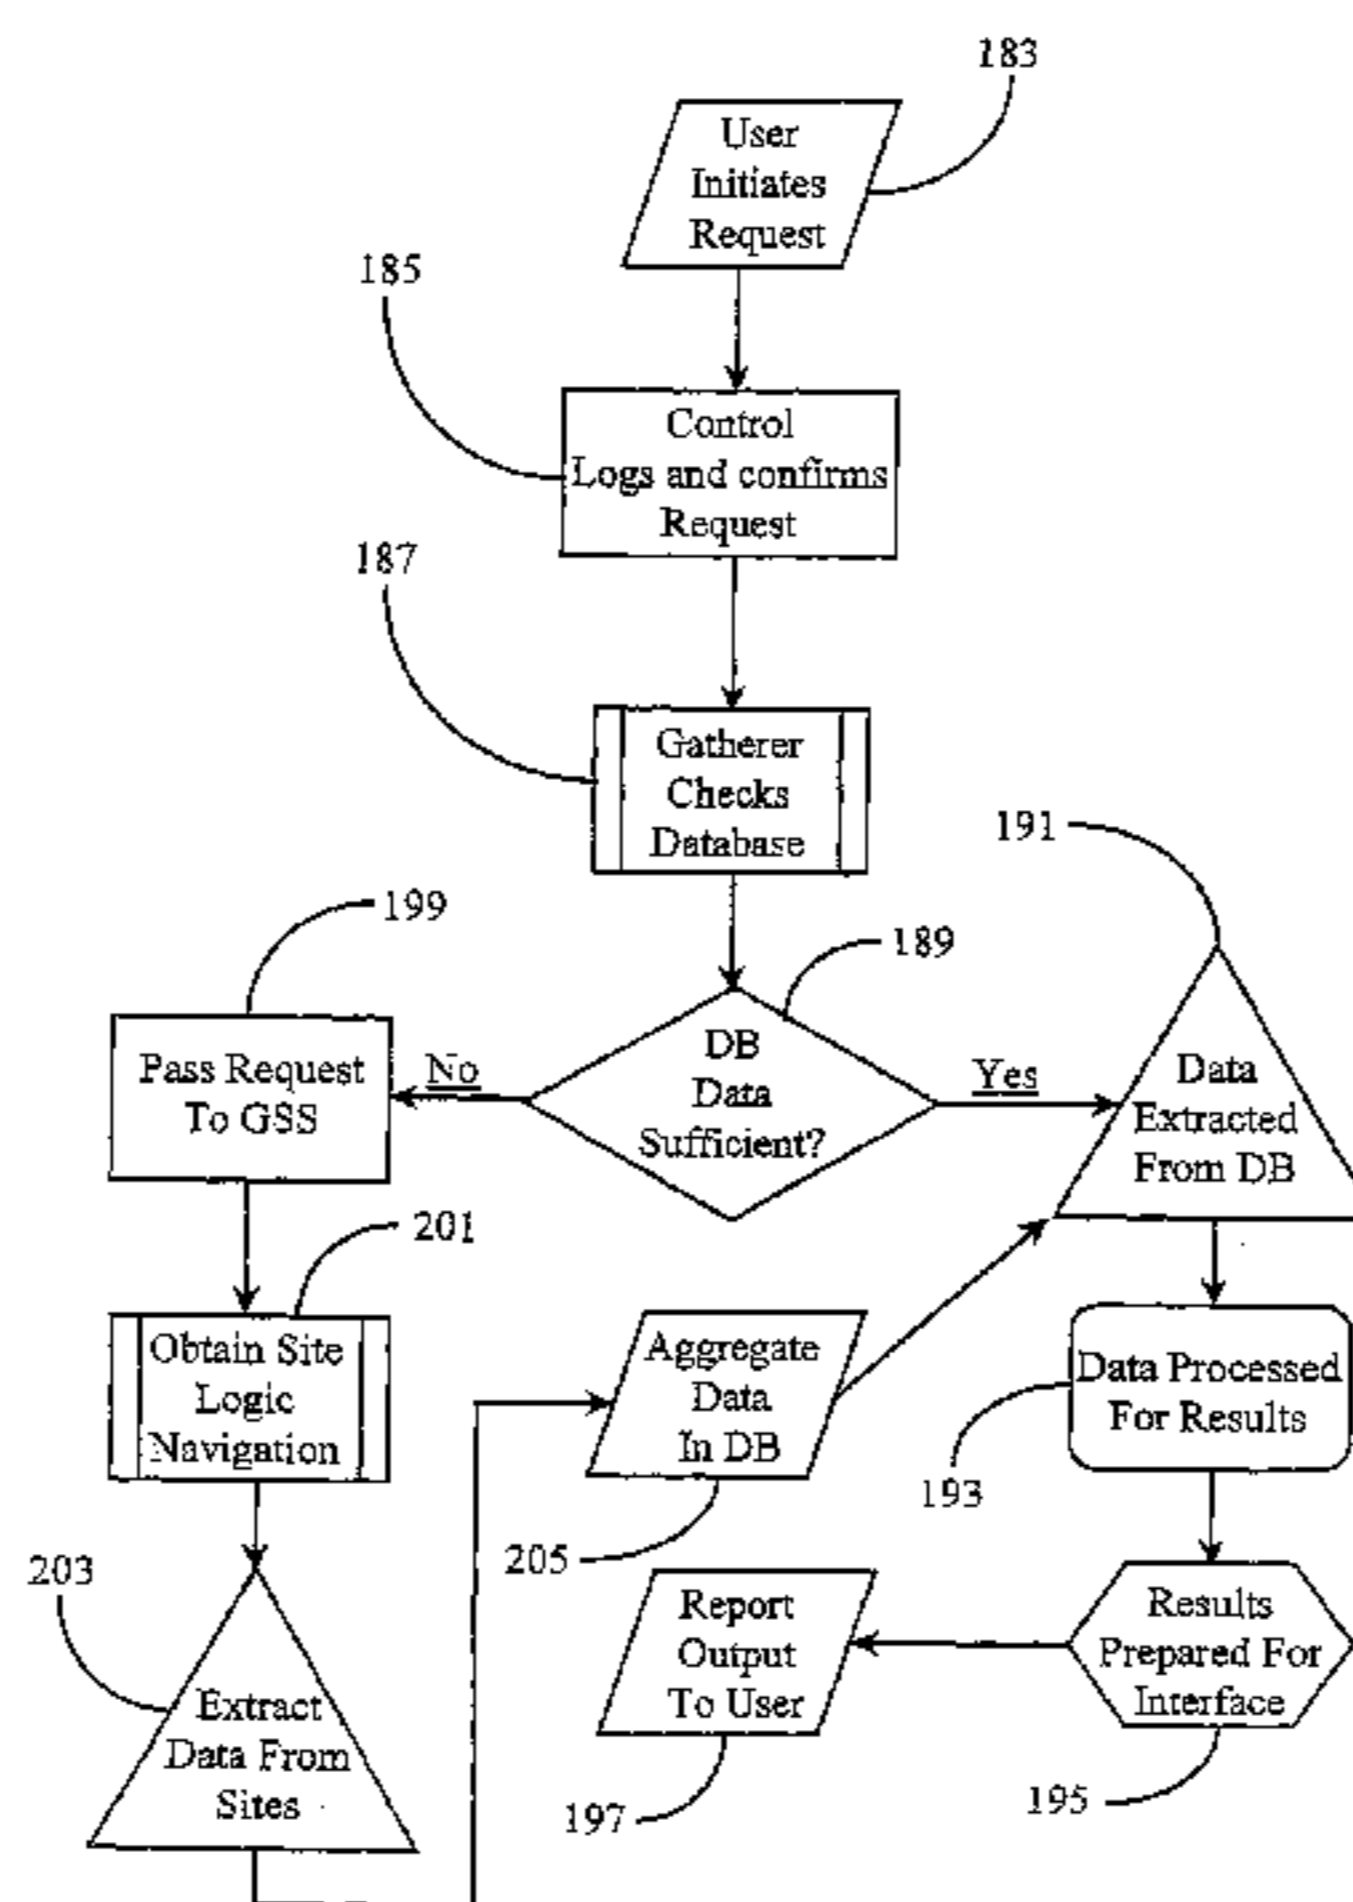 183
User
Initiates
Request
185
Control
Logs and confirms
Request
187
Gatherer
Checks
Database
191
199
189
DB
Data
Sufficient?
No
Yes
Pass Request
To GSS
Data
Extracted
From DB
201
Obtain Site
Logic
Navigation
Aggregate
Data
In DB
Data Processed
For Results
193
205
203
Extract
Data From
Sites
Report
Output
To User
Results
Prepared For
Interface
197
195